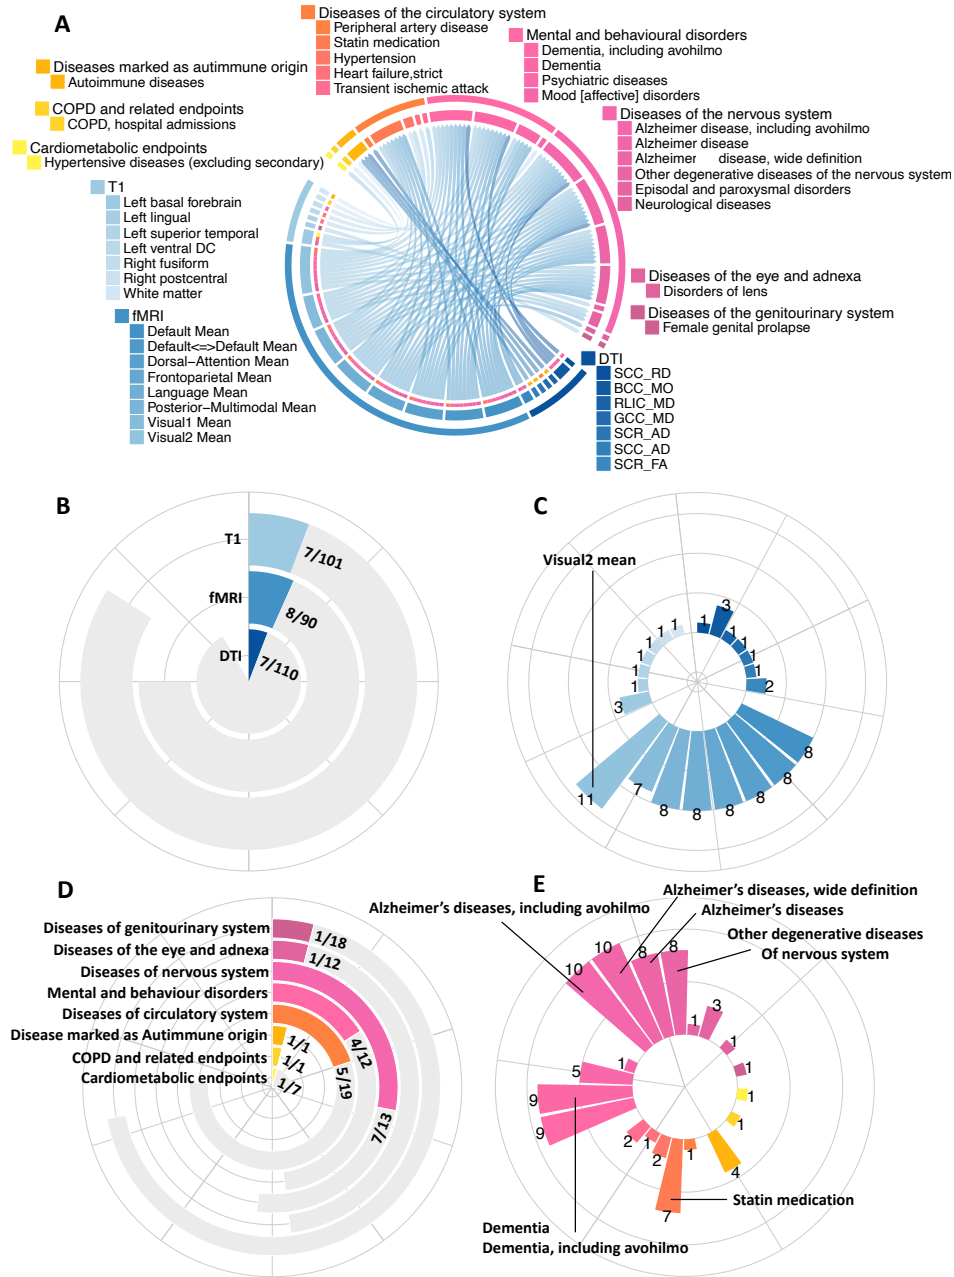 A
Diseases of the circulatory system
Peripheral artery disease
Statin medication
Hypertension
Heart failure,strict
Transient ischemic attack
Mental and behavioural disorders
Dementia, including avohilmo
Dementia
Psychiatric diseases
Mood [affective] disorders
Diseases marked as autimmune origin
Autoimmune diseases
COPD and related endpoints
COPD, hospital admissions
Cardiometabolic endpoints
Hypertensive diseases (excluding secondary)
Diseases of the nervous system
Alzheimer disease, including avohilmo
Alzheimer disease
Alzheimer disease, wide definition
Other degenerative diseases of the nervous system
Episodal and paroxysmal disorders
Neurological diseases
T1
Left basal forebrain
Left lingual
Left superior temporal
Left ventral DC
Right fusiform
Right postcentral
White matter
Diseases of the eye and adnexa
Disorders of lens
Diseases of the genitourinary system
Female genital prolapse
fMRI
Default Mean
Default<=>Default Mean
Dorsal−Attention Mean
Frontoparietal Mean
Language Mean
Posterior−Multimodal Mean
Visual1 Mean
Visual2 Mean
DTI
SCC_RD
BCC_MO
RLIC_MD
GCC_MD
SCR_AD
SCC_AD
SCR_FA
B
T1
7/101
fMRI
8/90
DTI
7/110
C
Visual2 mean
1
3
1
1
1
1
2
8
8
8
8
8
8
7
11
3
1
1
1
1
1
1
D
Diseases of genitourinary system
1/18
Diseases of the eye and adnexa
1/12
Diseases of nervous system
7/13
Mental and behaviour disorders
4/12
Diseases of circulatory system
5/19
Disease marked as Autimmune origin
1/1
COPD and related endpoints
1/1
Cardiometabolic endpoints
1/7
E
Alzheimer's diseases, wide definition
Alzheimer's diseases, including avohilmo
Alzheimer's diseases
Other degenerative diseases
Of nervous system
10
10
8
8
1
3
1
1
1
1
4
1
7
2
1
2
9
9
5
1
Statin medication
Dementia
Dementia, including avohilmo